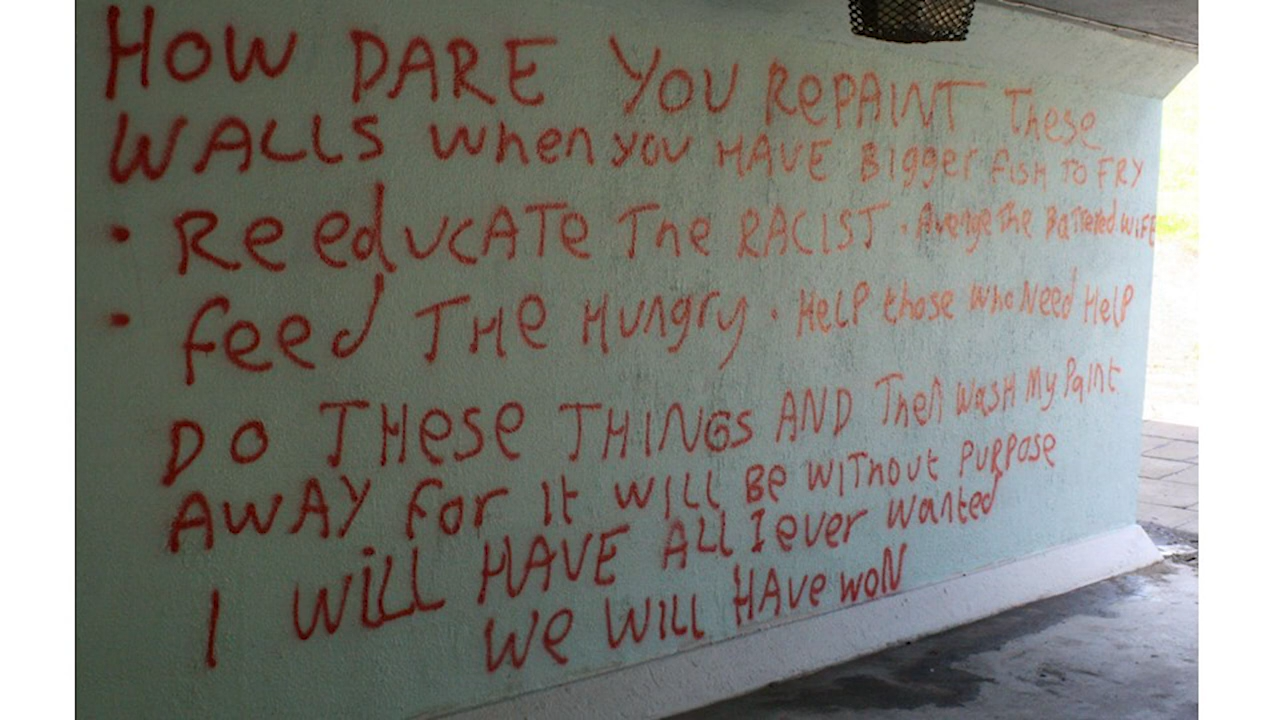 HOW DARE YOU RePAINT These
WALLS when you HAVE Bigger fisH TO FRY
• Re edUCATe The RACIST • Avenge the BaTTered WIFE
• feed THe HUngry • HelP those who Need HelP
DO THese THINGs AND Then WasH My PaInt
AWAY for It WIll Be WIThout PURPose
I WiLL HAVE All I ever wanted
We WILL HAve woN